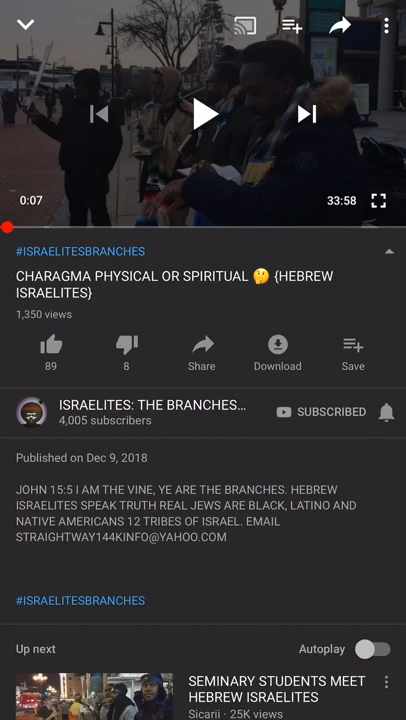 0:07
33:58
#ISRAELITESBRANCHES
CHARAGMA PHYSICAL OR SPIRITUAL 🤔 {HEBREW
ISRAELITES}
1,350 views
89
8
Share
Download
Save
ISRAELITES: THE BRANCHES...
SUBSCRIBED
4,005 subscribers
Published on Dec 9, 2018
JOHN 15:5 I AM THE VINE, YE ARE THE BRANCHES. HEBREW
ISRAELITES SPEAK TRUTH REAL JEWS ARE BLACK, LATINO AND
NATIVE AMERICANS 12 TRIBES OF ISRAEL. EMAIL
STRAIGHTWAY144KINFO@YAHOO.COM
#ISRAELITESBRANCHES
Up next
Autoplay
SEMINARY STUDENTS MEET
HEBREW ISRAELITES
Sicarii · 25K views